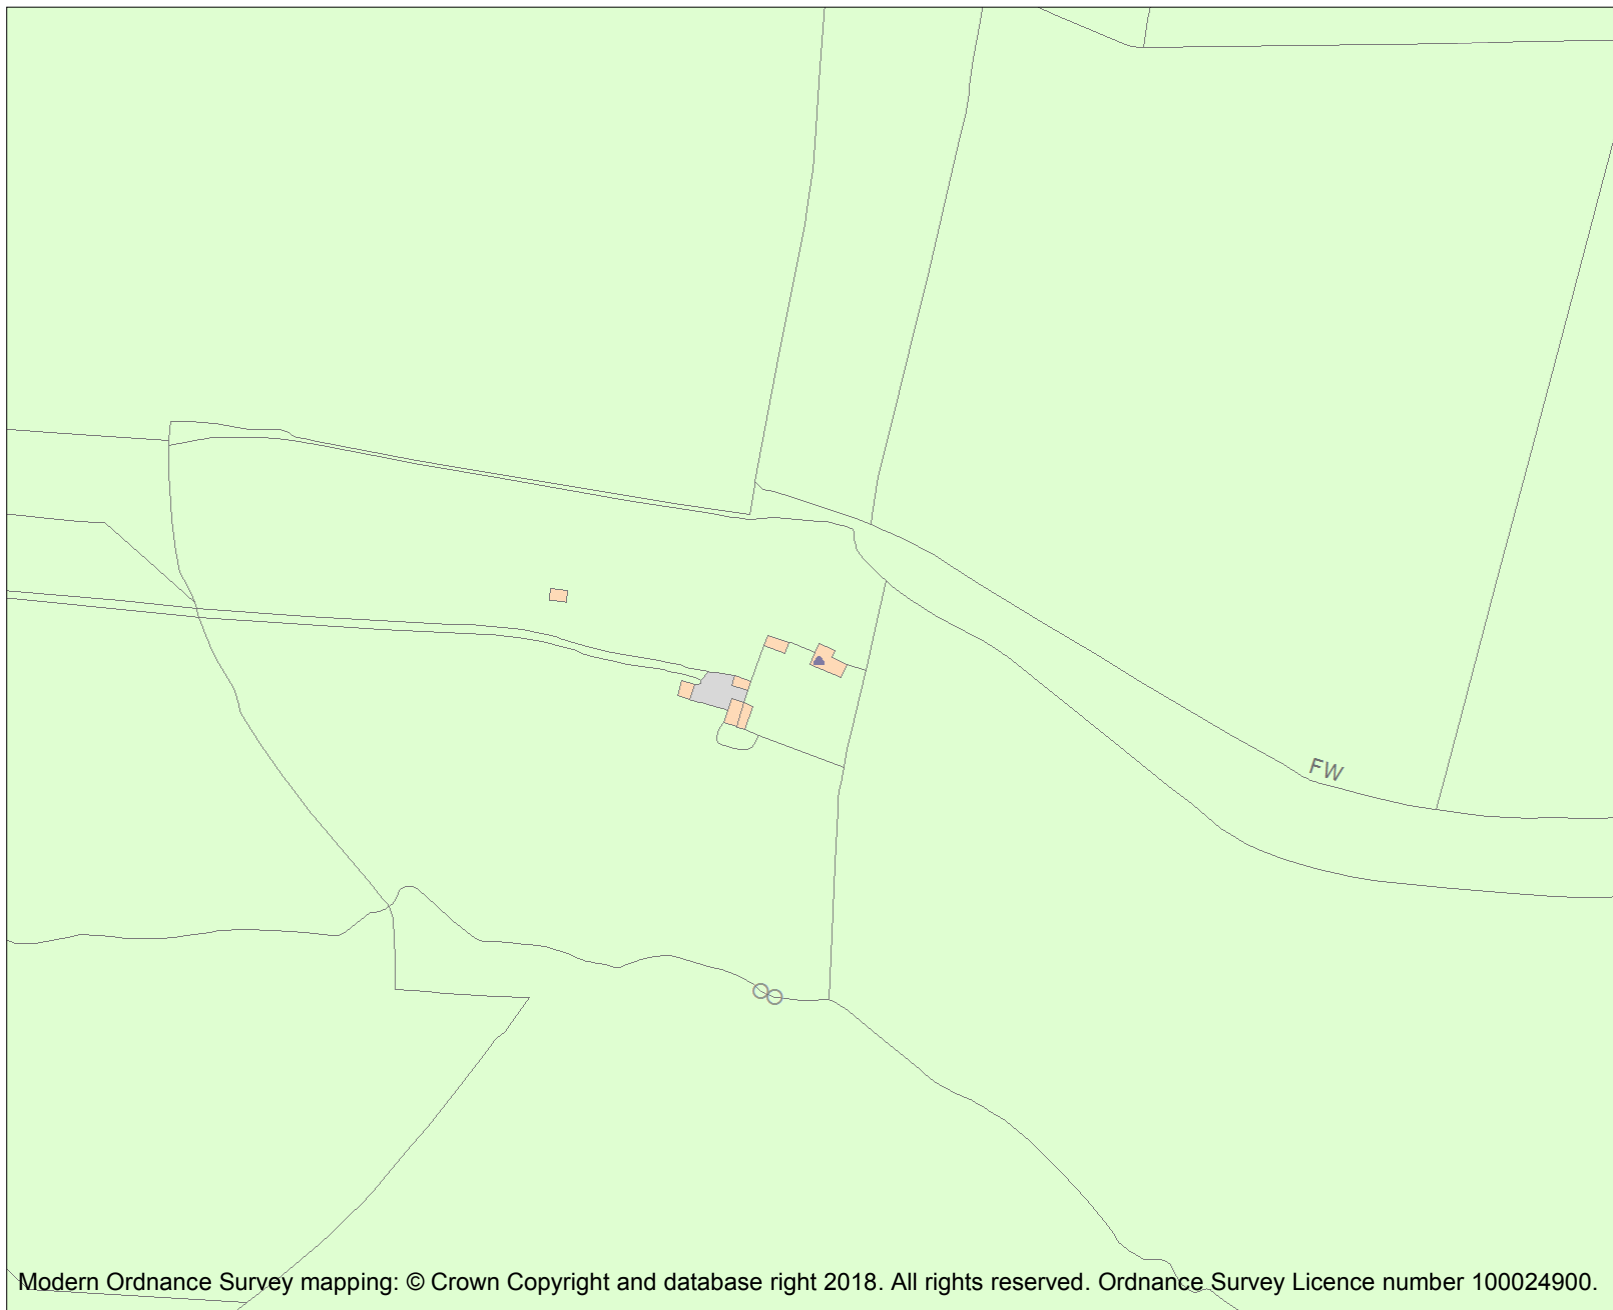 FW
Modern Ordnance Survey mapping: © Crown Copyright and database right 2018. All rights reserved. Ordnance Survey Licence number 100024900.